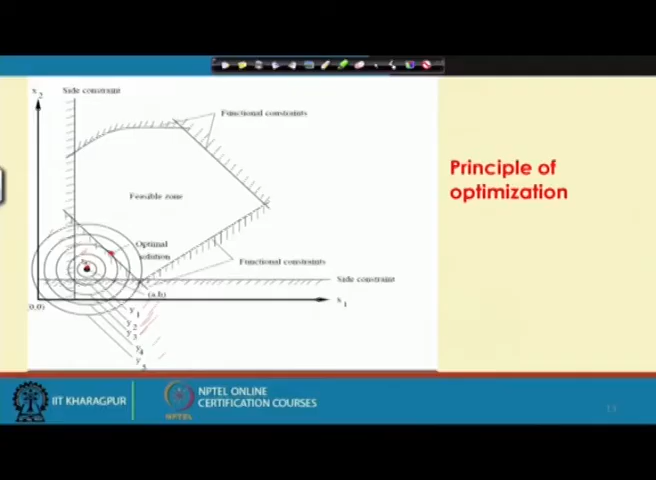 x2
Side constraint
Functional constraints
Principle of
optimization
Feasible zone
Optimal
solution
Functional constraints
Side constraint
(a,b)
(0,0)
x1
y1
y2
y3
y4
y5
IIT KHARAGPUR
NPTEL
NPTEL ONLINE
CERTIFICATION COURSES
13